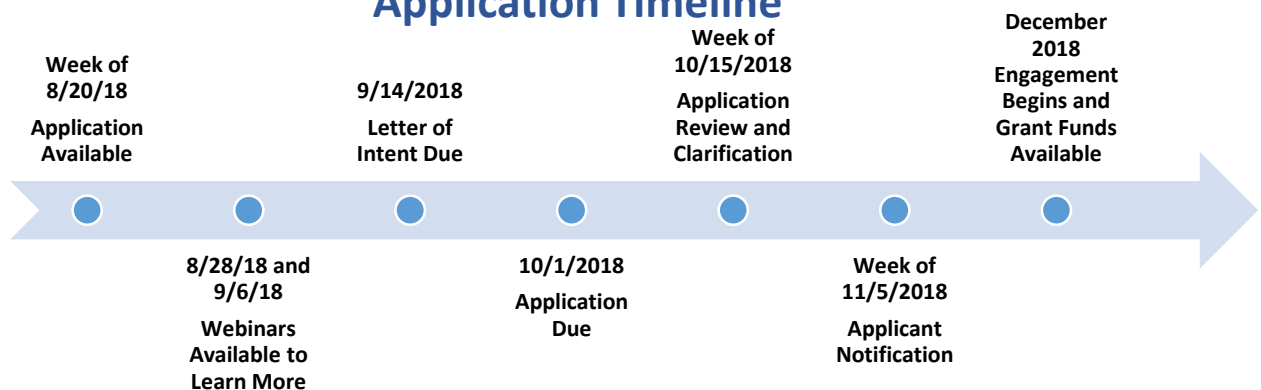 Application Timeline
Week of
8/20/18
Application
Available
8/28/18 and
9/6/18
Webinars
Available to
Learn More
9/14/2018
Letter of
Intent Due
10/1/2018
Application
Due
Week of
10/15/2018
Application
Review and
Clarification
Week of
11/5/2018
Applicant
Notification
December
2018
Engagement
Begins and
Grant Funds
Available